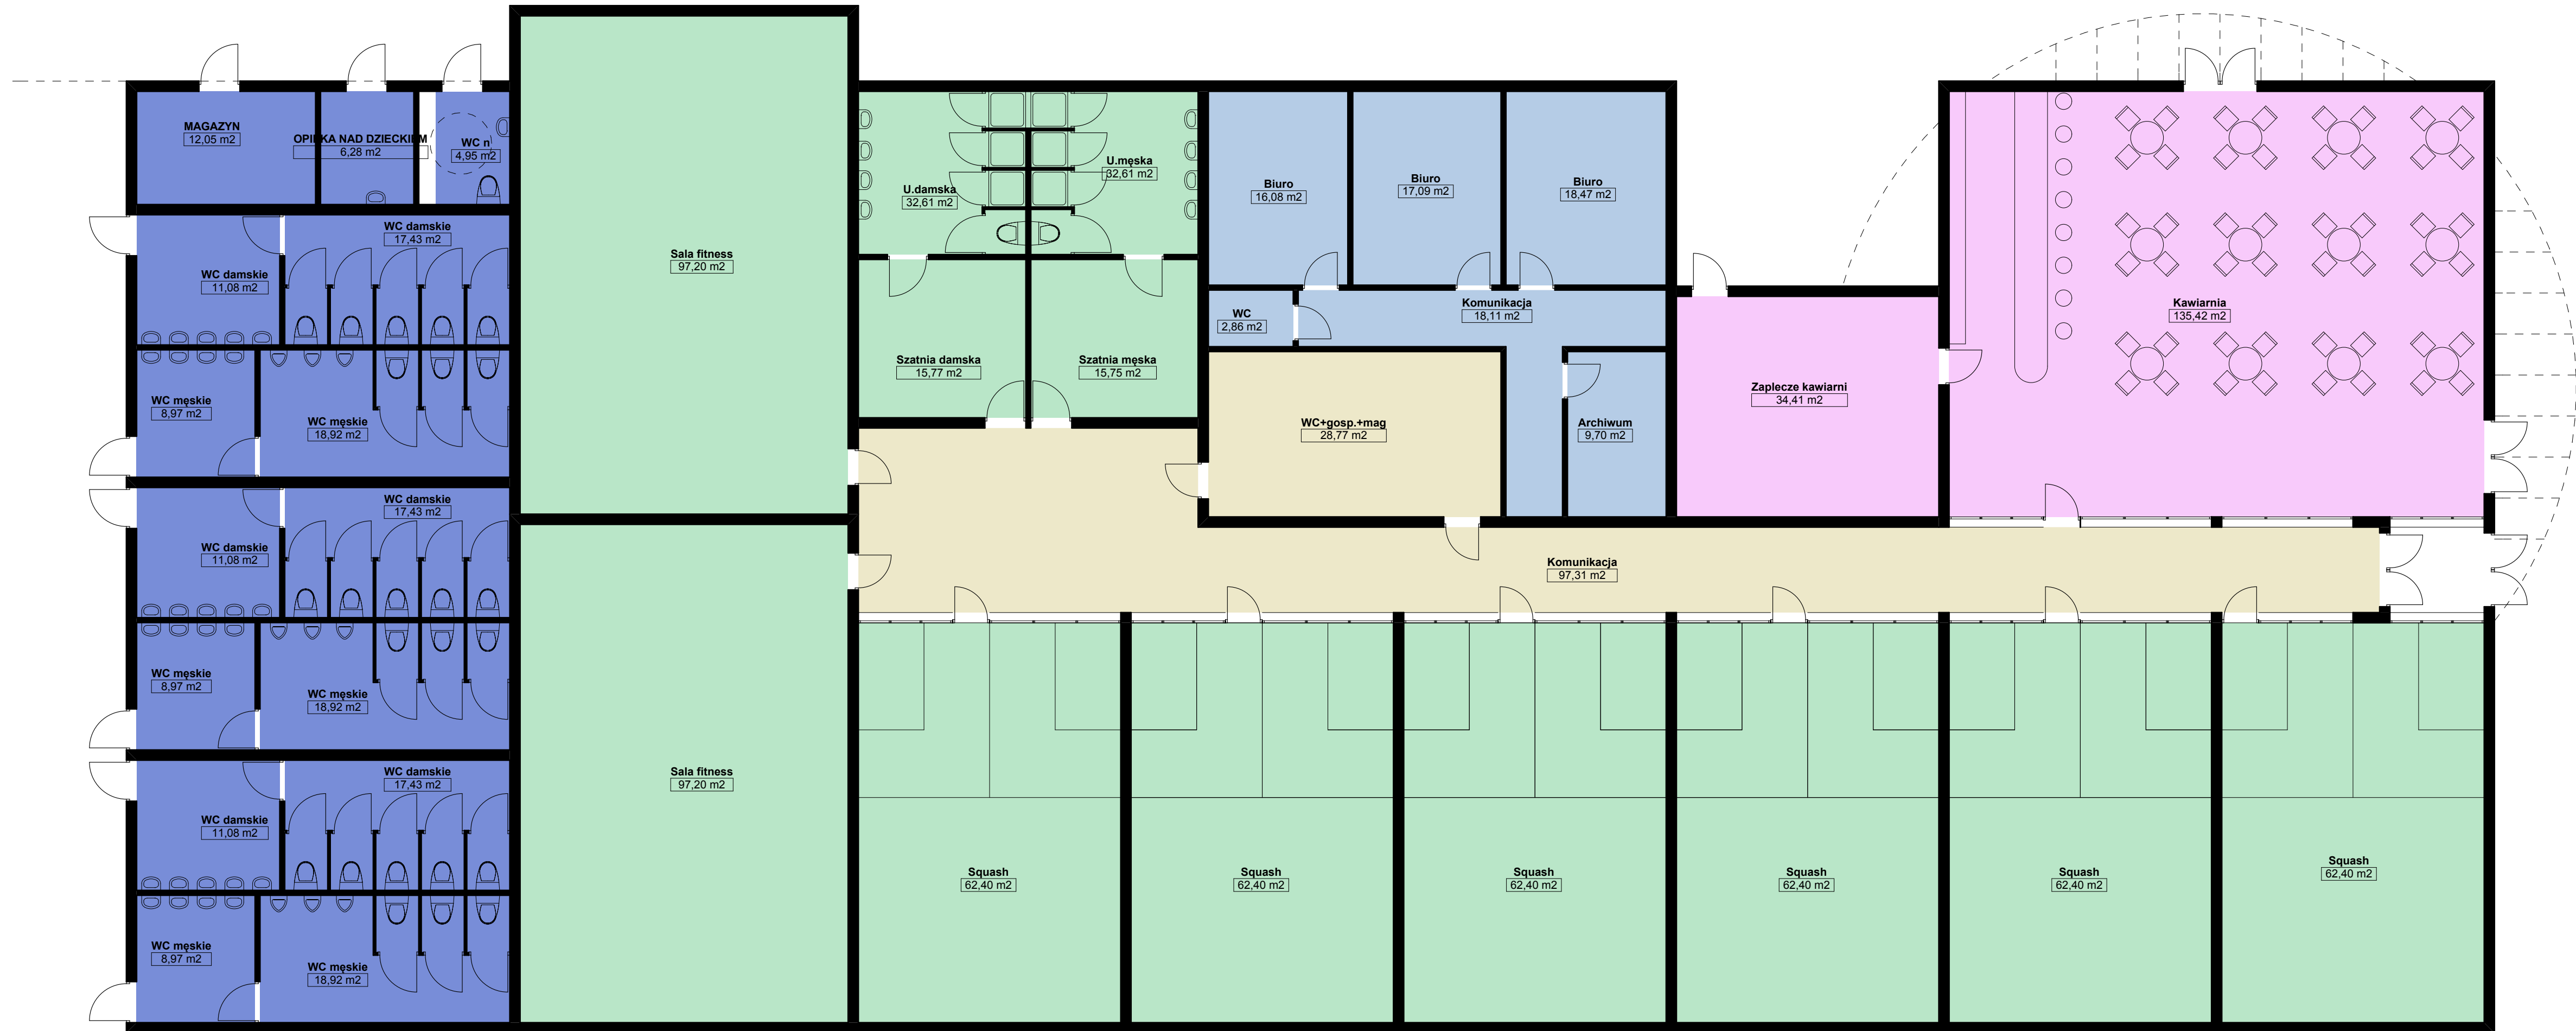 MAGAZYN
12,05 m2
OPIEKA NAD DZIECKIEM
6,28 m2
WC n
4,95 m2
WC damskie
17,43 m2
WC damskie
11,08 m2
WC męskie
8,97 m2
WC męskie
18,92 m2
WC damskie
17,43 m2
WC damskie
11,08 m2
WC męskie
8,97 m2
WC męskie
18,92 m2
WC damskie
17,43 m2
WC damskie
11,08 m2
WC męskie
8,97 m2
WC męskie
18,92 m2
Sala fitness
97,20 m2
Sala fitness
97,20 m2
U.damska
32,61 m2
U.męska
32,61 m2
Szatnia damska
15,77 m2
Szatnia męska
15,75 m2
Biuro
16,08 m2
Biuro
17,09 m2
Biuro
18,47 m2
WC
2,86 m2
Komunikacja
18,11 m2
WC+gosp.+mag
28,77 m2
Archiwum
9,70 m2
Zaplecze kawiarni
34,41 m2
Kawiarnia
135,42 m2
Komunikacja
97,31 m2
Squash
62,40 m2
Squash
62,40 m2
Squash
62,40 m2
Squash
62,40 m2
Squash
62,40 m2
Squash
62,40 m2